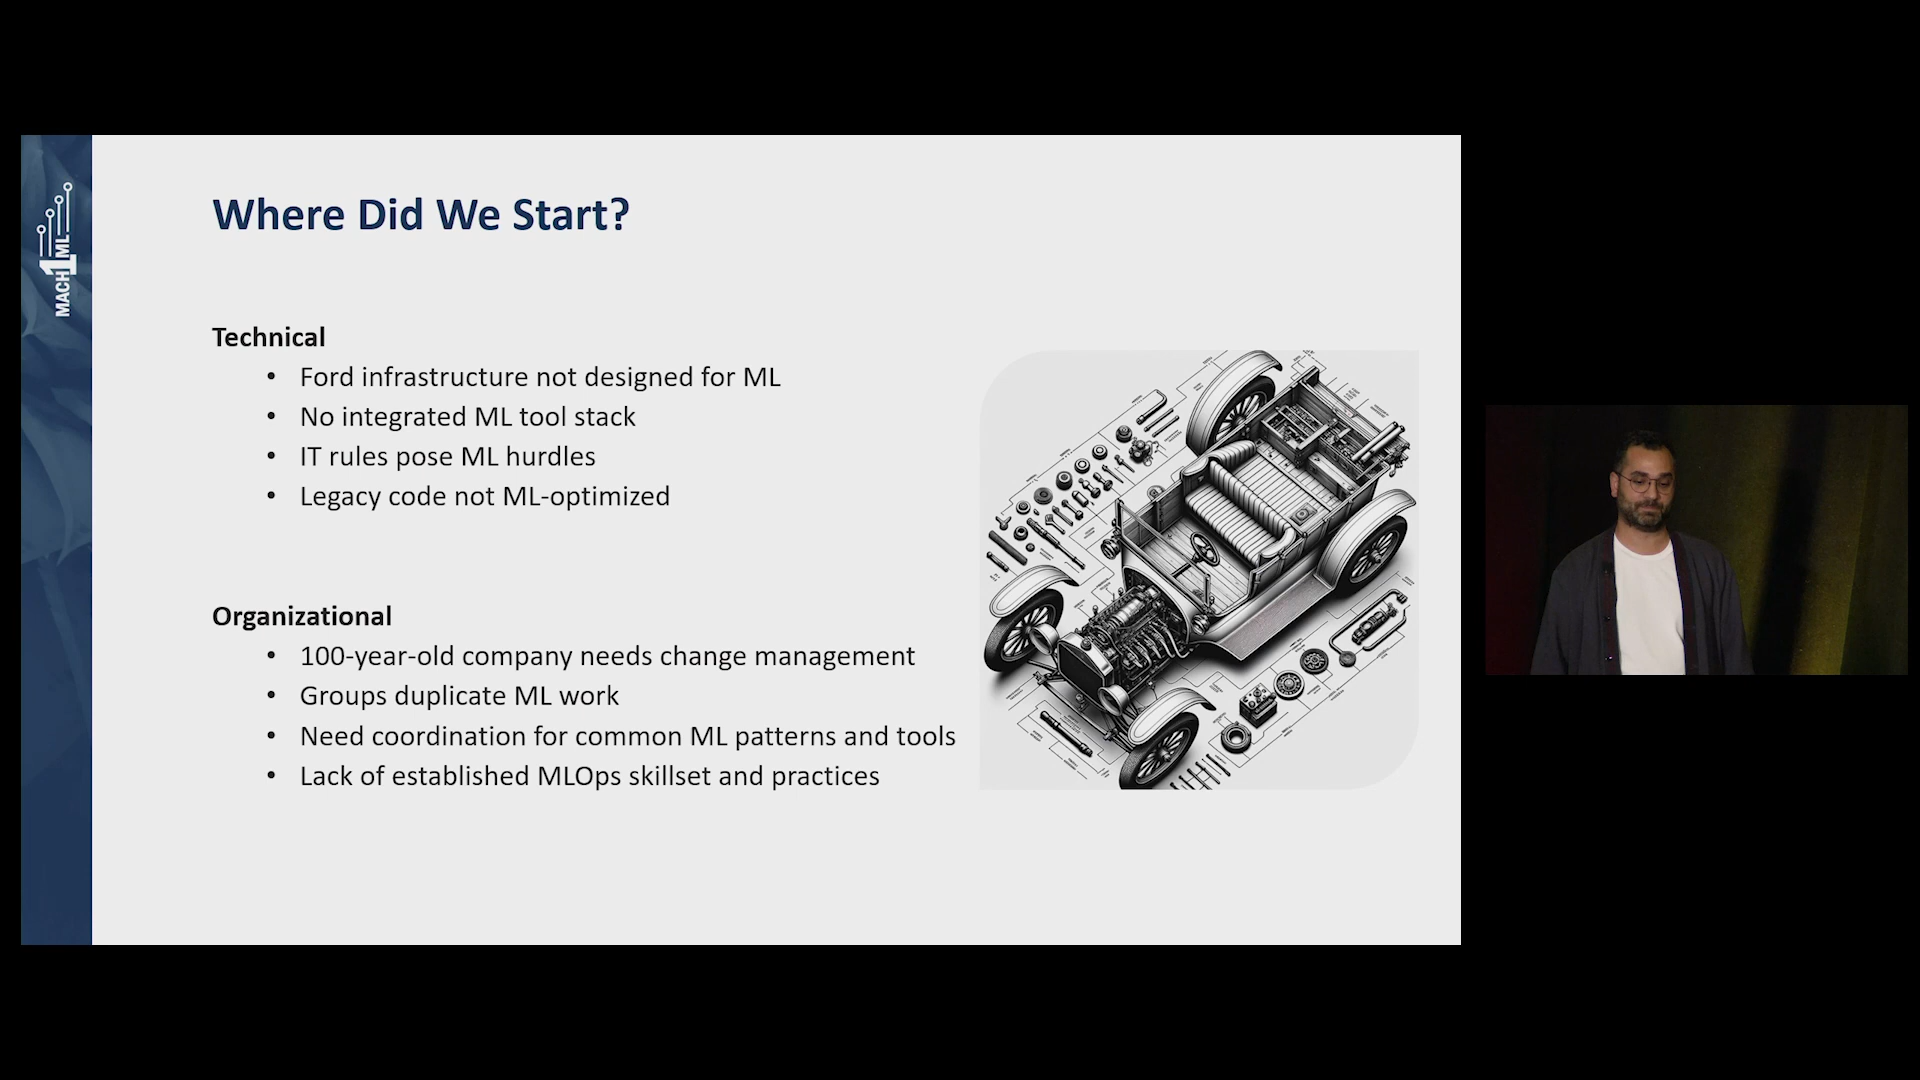 MACH1ML
Where Did We Start?
Technical
• Ford infrastructure not designed for ML
• No integrated ML tool stack
• IT rules pose ML hurdles
• Legacy code not ML-optimized
Organizational
• 100-year-old company needs change management
• Groups duplicate ML work
• Need coordination for common ML patterns and tools
• Lack of established MLOps skillset and practices